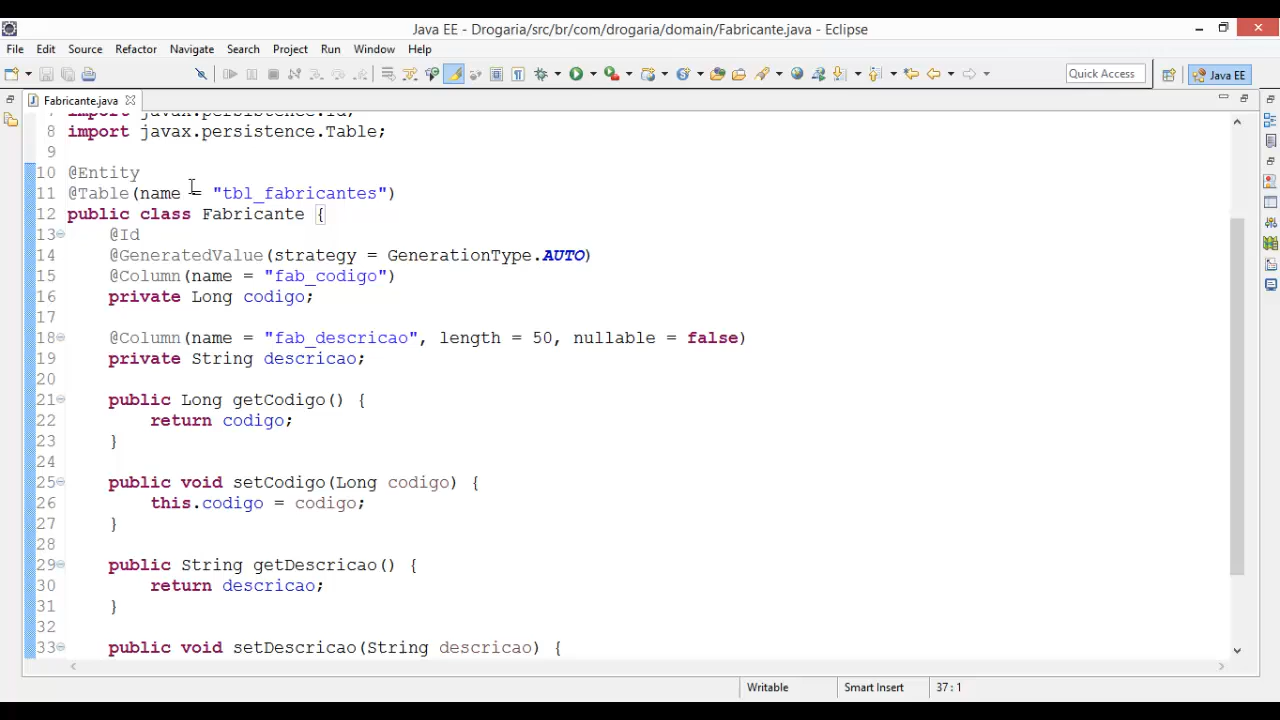 Java EE - Drogaria/src/br/com/drogaria/domain/Fabricante.java - Eclipse
File Edit Source Refactor Navigate Search Project Run Window Help
Quick Access
Java EE
Fabricante.java
7 import javax.persistence.Id;
8 import javax.persistence.Table;
9
10 @Entity
11 @Table(name = "tbl_fabricantes")
12 public class Fabricante {
13 @Id
14 @GeneratedValue(strategy = GenerationType.AUTO)
15 @Column(name = "fab_codigo")
16 private Long codigo;
17
18 @Column(name = "fab_descricao", length = 50, nullable = false)
19 private String descricao;
20
21 public Long getCodigo() {
22 return codigo;
23 }
24
25 public void setCodigo(Long codigo) {
26 this.codigo = codigo;
27 }
28
29 public String getDescricao() {
30 return descricao;
31 }
32
33 public void setDescricao(String descricao) {
Writable Smart Insert 37 : 1